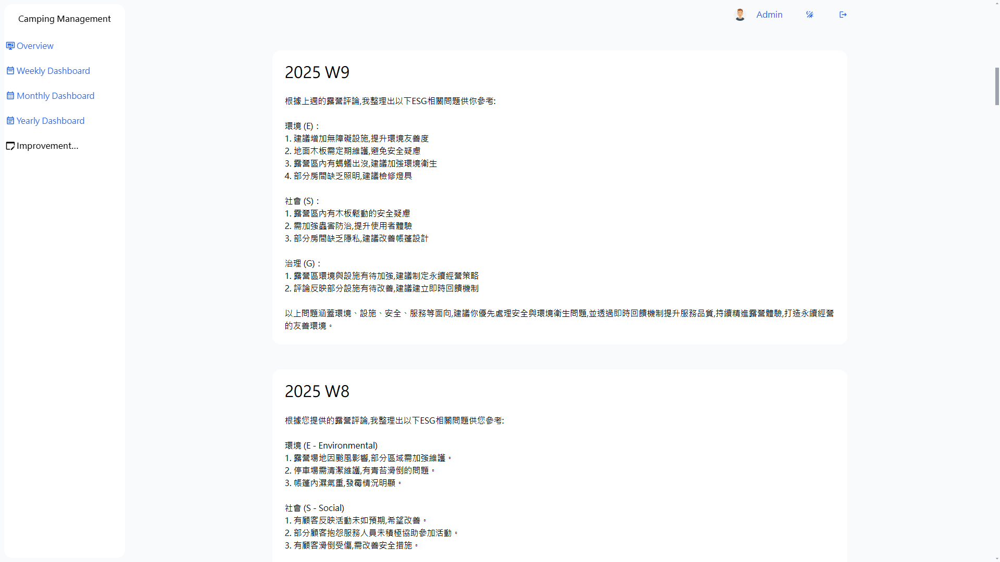 Camping Management
Admin
Overview
Weekly Dashboard
Monthly Dashboard
Yearly Dashboard
Improvement...
2025 W9
根據上週的露營評論,我整理出以下ESG相關問題供你參考:
環境 (E)：
1. 建議增加無障礙設施,提升環境友善度
2. 地面木板需定期維護,避免安全疑慮
3. 露營區內有螞蟻出沒,建議加強環境衛生
4. 部分房間缺乏照明,建議檢修燈具
社會 (S)：
1. 露營區內有木板鬆動的安全疑慮
2. 需加強蟲害防治,提升使用者體驗
3. 部分房間缺乏隱私,建議改善帳篷設計
治理 (G)：
1. 露營區環境與設施有待加強,建議制定永續經營策略
2. 評論反映部分設施有待改善,建議建立即時回饋機制
以上問題涵蓋環境、設施、安全、服務等面向,建議你優先處理安全與環境衛生問題,並透過即時回饋機制提升服務品質,持續精進露營體驗,打造永續經營
的友善環境。
2025 W8
根據您提供的露營評論,我整理出以下ESG相關問題供您參考:
環境 (E - Environmental)
1. 露營場地因颱風影響,部分區域需加強維護。
2. 停車場需清潔維護,有青苔滑倒的問題。
3. 帳篷內濕氣重,發霉情況明顯。
社會 (S - Social)
1. 有顧客反映活動未如預期,希望改善。
2. 部分顧客抱怨服務人員未積極協助參加活動。
3. 有顧客滑倒受傷,需改善安全措施。